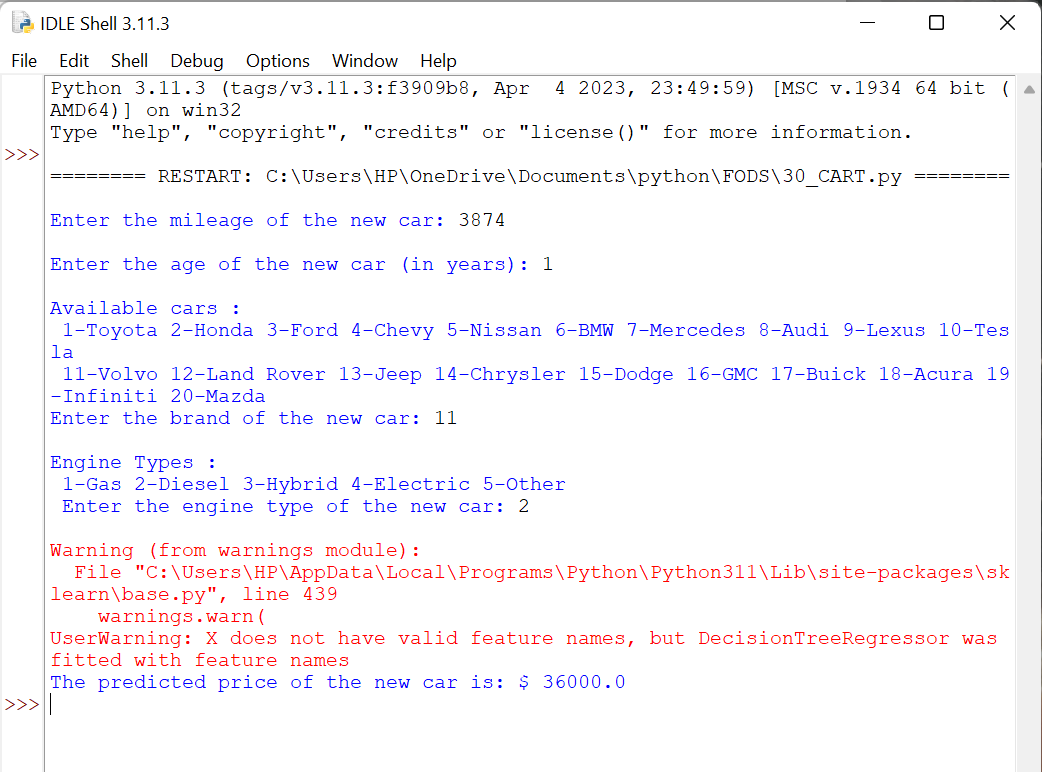 IDLE Shell 3.11.3
File Edit Shell Debug Options Window Help
Python 3.11.3 (tags/v3.11.3:f3909b8, Apr  4 2023, 23:49:59) [MSC v.1934 64 bit (
AMD64)] on win32
Type "help", "copyright", "credits" or "license()" for more information.
>>>
======== RESTART: C:\Users\HP\OneDrive\Documents\python\FODS\30_CART.py ========
Enter the mileage of the new car: 3874
Enter the age of the new car (in years): 1
Available cars :
1-Toyota 2-Honda 3-Ford 4-Chevy 5-Nissan 6-BMW 7-Mercedes 8-Audi 9-Lexus 10-Tes
la
11-Volvo 12-Land Rover 13-Jeep 14-Chrysler 15-Dodge 16-GMC 17-Buick 18-Acura 19
-Infiniti 20-Mazda
Enter the brand of the new car: 11
Engine Types :
1-Gas 2-Diesel 3-Hybrid 4-Electric 5-Other
Enter the engine type of the new car: 2
Warning (from warnings module):
File "C:\Users\HP\AppData\Local\Programs\Python\Python311\Lib\site-packages\sk
learn\base.py", line 439
warnings.warn(
UserWarning: X does not have valid feature names, but DecisionTreeRegressor was
fitted with feature names
The predicted price of the new car is: $ 36000.0
>>>